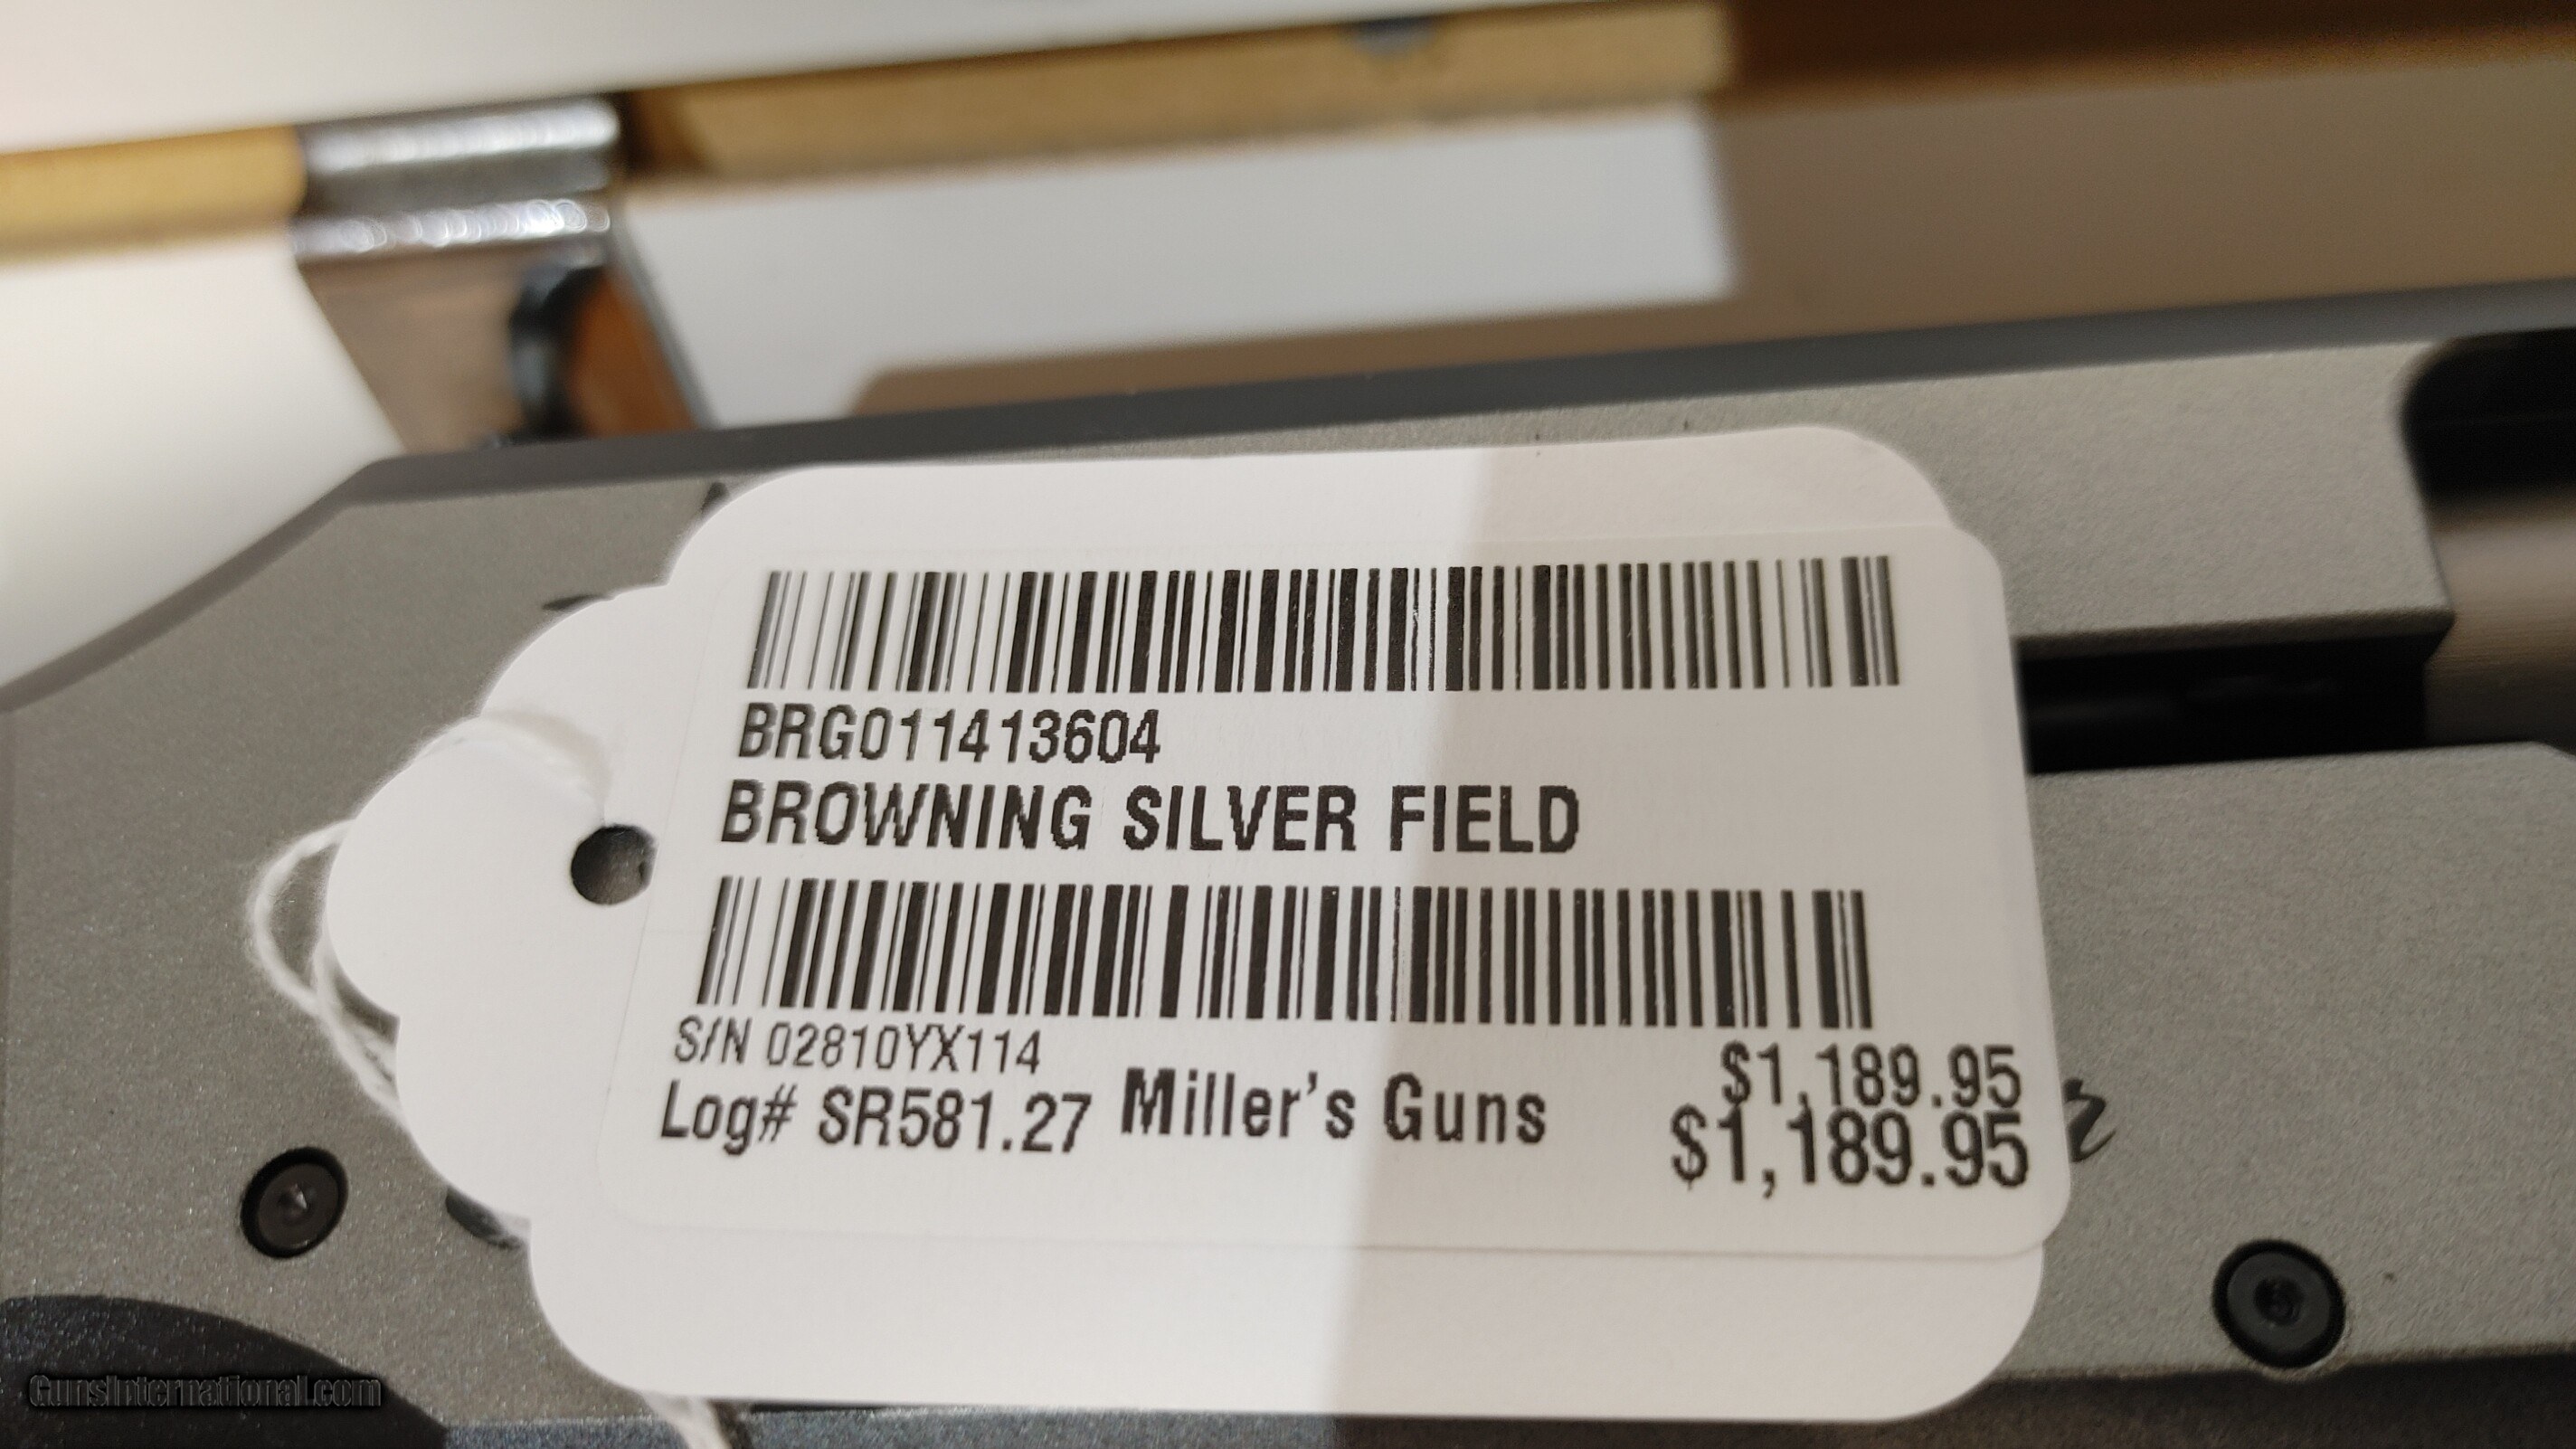 BRG011413604
BROWNING SILVER FIELD
S/N 02810YX114
$1,189.95
Log# SR581.27 Miller's Guns
$1,189.95
GunsInternational.com